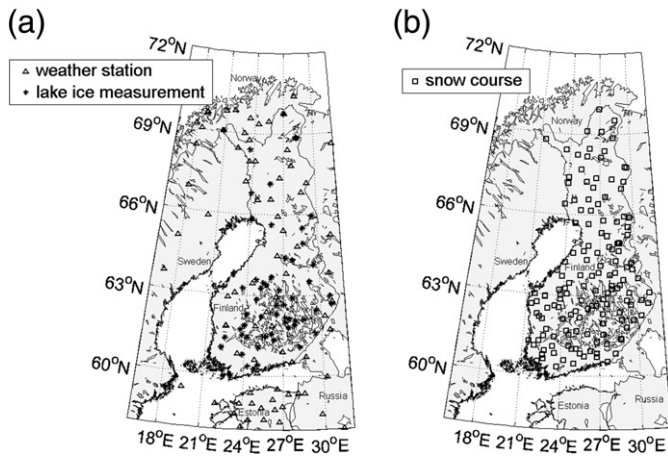 (a)
72°N
Norway
△ weather station
* lake ice measurement
69°N
66°N
Sweden
63°N
Finland
60°N
Estonia
Russia
18°E 21°E 24°E 27°E 30°E
(b)
72°N
□ snow course
Norway
69°N
66°N
Sweden
Finland
63°N
60°N
Estonia
Russia
18°E 21°E 24°E 27°E 30°E